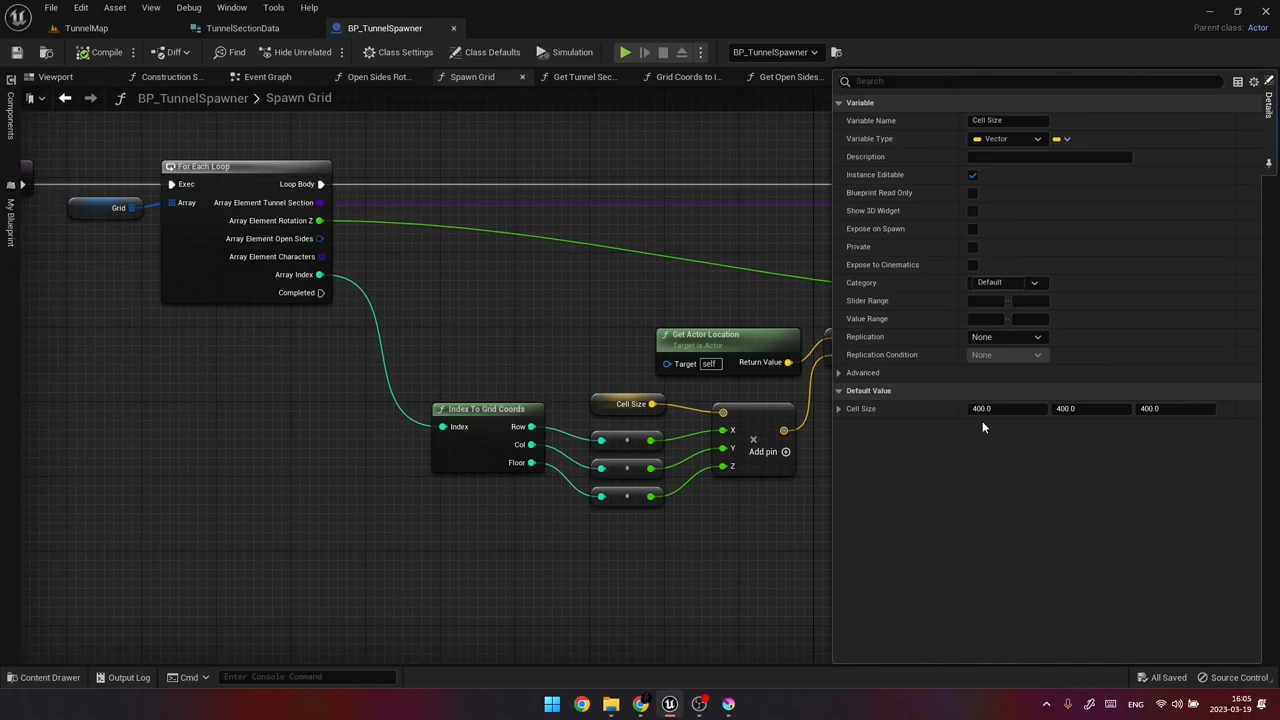 File Edit Asset View Debug Window Tools Help
TunnelMap TunnelSectionData BP_TunnelSpawner
Parent class: Actor
Compile Diff Find Hide Unrelated Class Settings Class Defaults Simulation BP_TunnelSpawner
Viewport Construction S... Event Graph Open Sides Rot... Spawn Grid Get Tunnel Sec... Grid Coords to I... Get Open Sides...
BP_TunnelSpawner > Spawn Grid
Components
My Blueprint
For Each Loop
Exec Loop Body
Array Array Element Tunnel Section
Array Element Rotation Z
Array Element Open Sides
Array Element Characters
Array Index
Completed
Grid
Index To Grid Coords
Index Row
Col
Floor
Get Actor Location
Target is Actor
Target self Return Value
Cell Size
X
Y
Z
X
Add pin
Search
Details
Variable
Variable Name Cell Size
Variable Type Vector
Description
Instance Editable
Blueprint Read Only
Show 3D Widget
Expose on Spawn
Private
Expose to Cinematics
Category Default
Slider Range
Value Range
Replication None
Replication Condition None
Advanced
Default Value
Cell Size 400.0 400.0 400.0
Content Drawer Output Log Cmd Enter Console Command
All Saved Source Control
ENG
16:05
2023-03-19